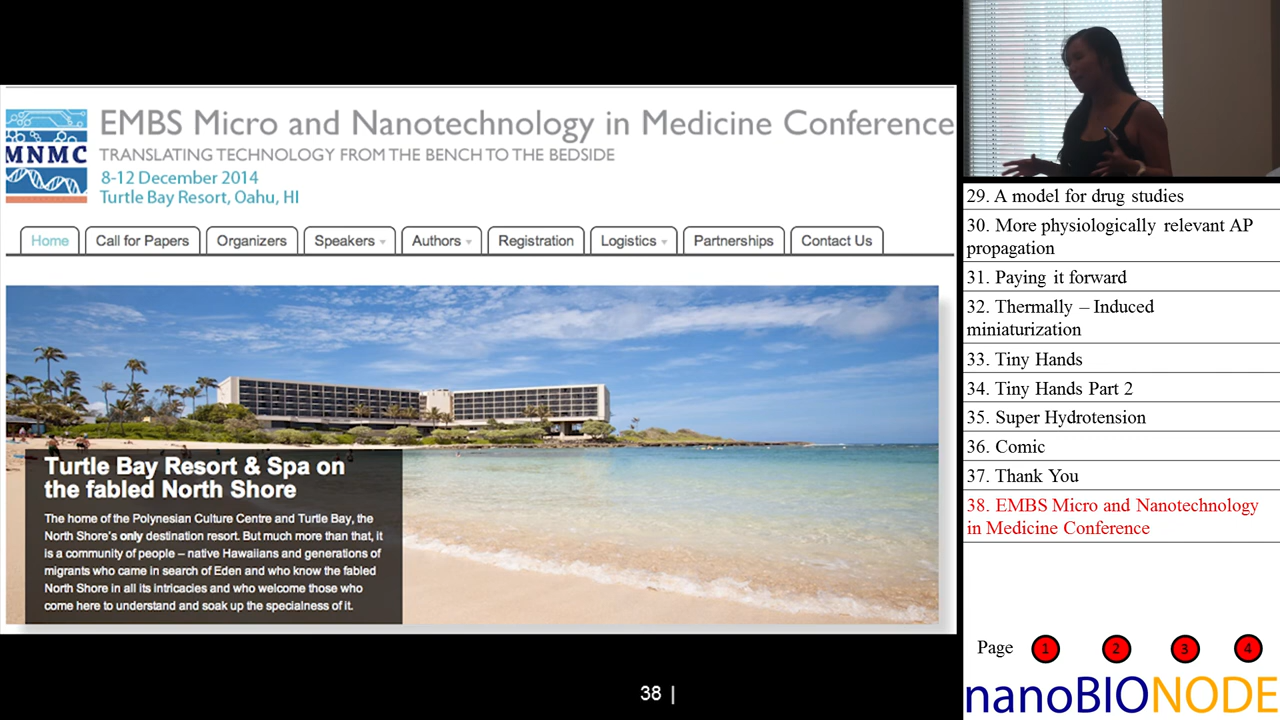 EMBS Micro and Nanotechnology in Medicine Conference
TRANSLATING FROM THE BENCH TO THE BEDSIDE
MNMC
8-12 December 2014
Turtle Bay Resort, Oahu, HI
Home
Call for Papers
Organizers
Speakers
Authors
Registration
Logistics
Partnerships
Contact Us
Turtle Bay Resort & Spa on
the fabled North Shore
The home of the Polynesian Culture Centre and Turtle Bay, the
North Shore's only destination resort. But much more than that, it
is a community of people – native Hawaiians and generations of
migrants who came in search of Eden and who know the fabled
North Shore in all its intricacies and who welcome those who
come here to understand and soak up the specialness of it.
38 |
29. A model for drug studies
30. More physiologically relevant AP
propagation
31. Paying it forward
32. Thermally – Induced
miniaturization
33. Tiny Hands
34. Tiny Hands Part 2
35. Super Hydrotension
36. Comic
37. Thank You
38. EMBS Micro and Nanotechnology
in Medicine Conference
Page 1 2 3 4
nanoBIONODE